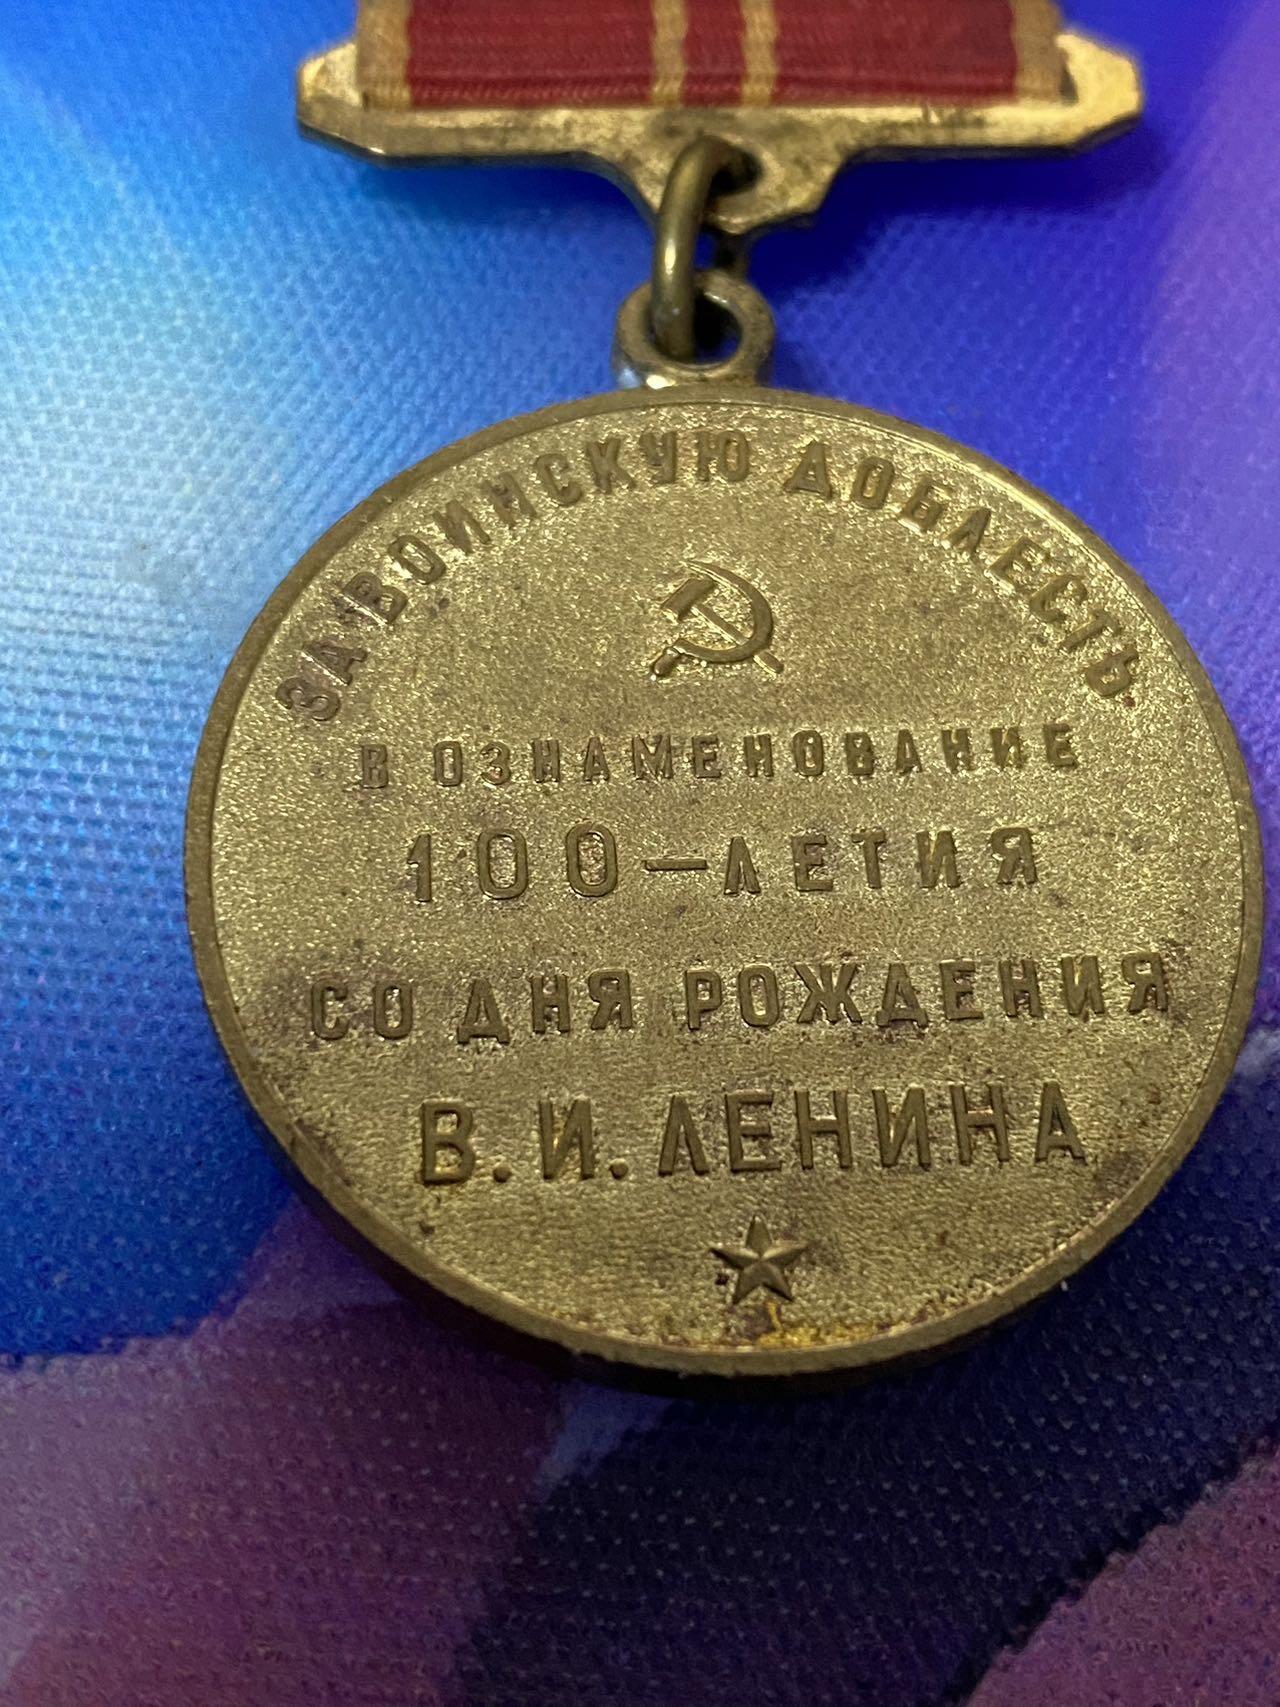 ЗА ВОИНСКУЮ ДОБЛЕСТЬ
В ОЗНАМЕНОВАНИЕ
100-ЛЕТИЯ
СО ДНЯ РОЖДЕНИЯ
В. И. ЛЕНИНА